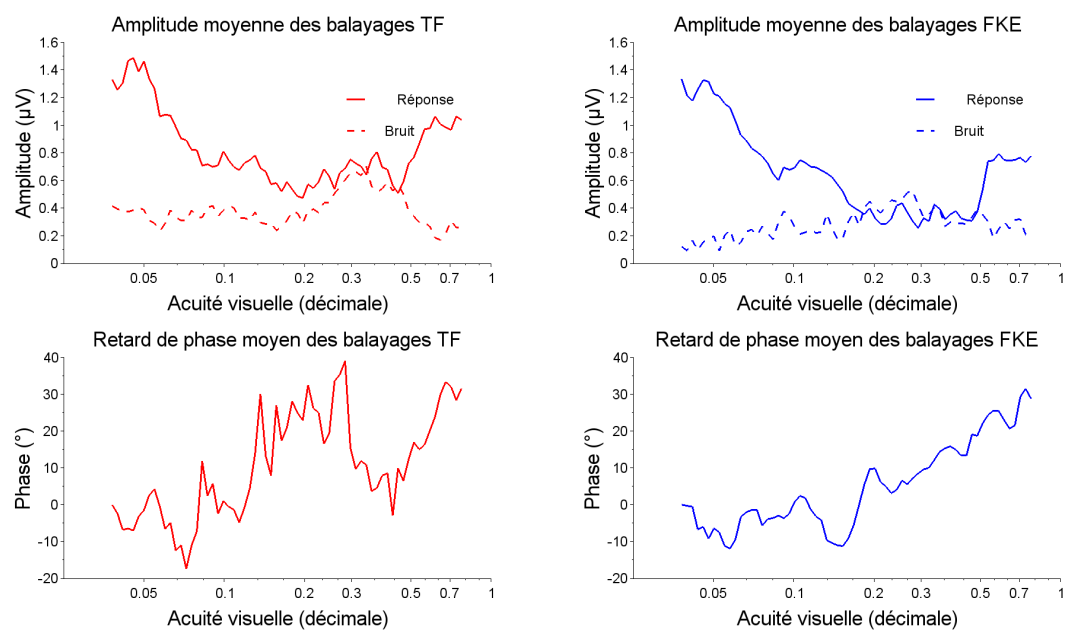 Amplitude moyenne des balayages TF
1.6
1.4
1.2
1
0.8
0.6
0.4
0.2
0
Amplitude (µV)
Réponse
Bruit
0.05 0.1 0.2 0.3 0.5 0.7 1
Acuité visuelle (décimale)
Amplitude moyenne des balayages FKE
1.6
1.4
1.2
1
0.8
0.6
0.4
0.2
0
Amplitude (µV)
Réponse
Bruit
0.05 0.1 0.2 0.3 0.5 0.7 1
Acuité visuelle (décimale)
Retard de phase moyen des balayages TF
40
30
20
10
0
-10
-20
Phase (°)
0.05 0.1 0.2 0.3 0.5 0.7 1
Acuité visuelle (décimale)
Retard de phase moyen des balayages FKE
40
30
20
10
0
-10
-20
Phase (°)
0.05 0.1 0.2 0.3 0.5 0.7 1
Acuité visuelle (décimale)